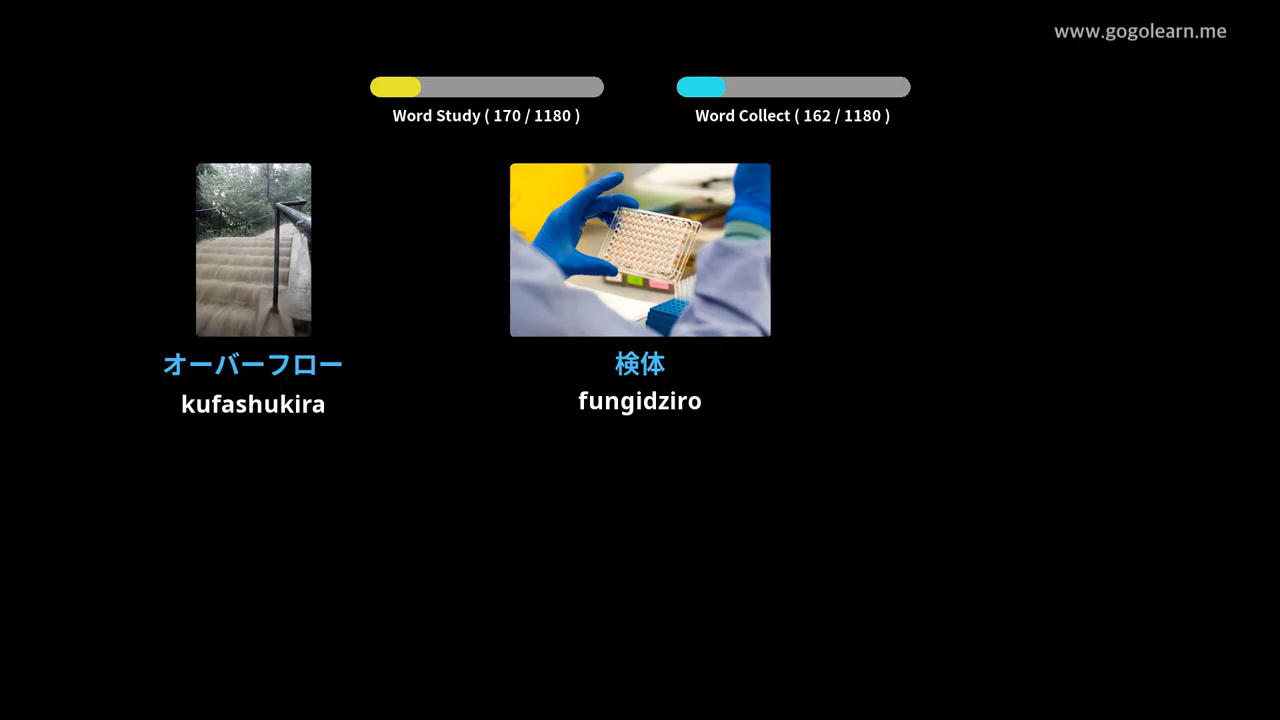 www.gogolearn.me
Word Study ( 170 / 1180 )
Word Collect ( 162 / 1180 )
オーバーフロー
kufashukira
検体
fungidziro